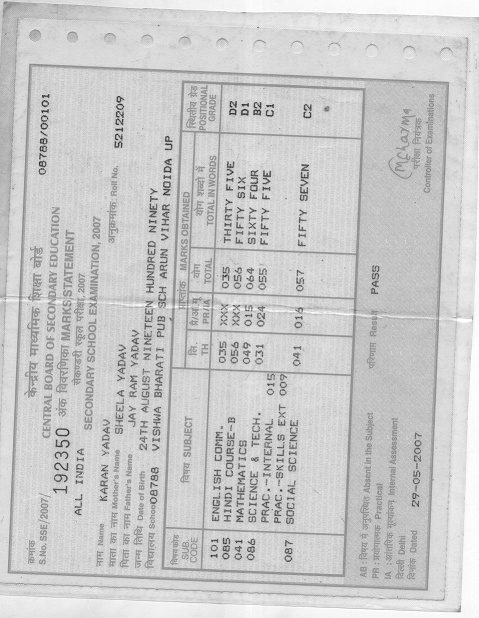 क्रमांक
S.No. SSE/2007/
192350
08788/00101
केन्द्रीय माध्यमिक शिक्षा बोर्ड
CENTRAL BOARD OF SECONDARY EDUCATION
अंक विवरणिका MARKS STATEMENT
ALL INDIA
सेकण्डरी स्कूल परीक्षा, 2007
SECONDARY SCHOOL EXAMINATION, 2007
नाम Name KARAN YADAV अनुक्रमांक Roll No. 5212209
माता का नाम Mother's Name SHEELA YADAV
पिता का नाम Father's Name JAY RAM YADAV
जन्म तिथि Date of Birth 24TH AUGUST NINETEEN HUNDRED NINETY
विद्यालय School 08788 VISHWA BHARATI PUB SCH ARUN VIHAR NOIDA UP
विषय कोड SUB. CODE विषय SUBJECT प्राप्तांक MARKS OBTAINED स्थितीय ग्रेड POSITIONAL GRADE
लि. TH प्रै/आ.मू PR/IA योग TOTAL योग शब्दों में TOTAL IN WORDS
101 ENGLISH COMM. 035 XXX 035 THIRTY FIVE D2
085 HINDI COURSE-B 056 XXX 056 FIFTY SIX D1
041 MATHEMATICS 049 015 064 SIXTY FOUR B2
086 SCIENCE & TECH. 031 024 055 FIFTY FIVE C1
PRAC.-INTERNAL 015
PRAC.-SKILLS EXT 009
087 SOCIAL SCIENCE 041 016 057 FIFTY SEVEN C2
परिणाम Result PASS
AB : विषय में अनुपस्थित Absent in the Subject
PR : प्रयोगात्मक Practical
IA : आंतरिक मूल्यांकन Internal Assessment
दिल्ली Delhi
दिनांक Dated 29-05-2007
परीक्षा नियंत्रक
Controller of Examinations